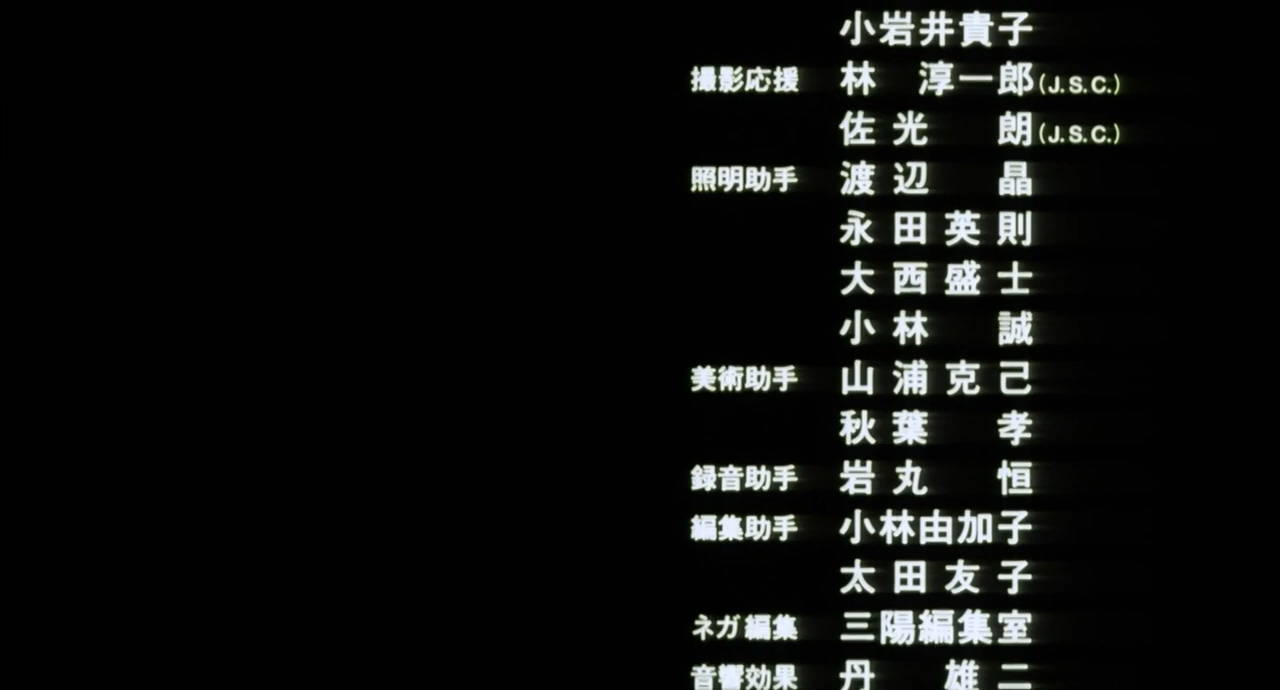 小岩井貴子
撮影応援 林 淳一郎(J.S.C.)
佐光 朗(J.S.C.)
照明助手 渡辺 晶
永田英則
大西盛士
小林 誠
美術助手 山浦克己
秋葉 孝
録音助手 岩丸 恒
編集助手 小林由加子
太田友子
ネガ編集 三陽編集室
音響効果 丹 雄二